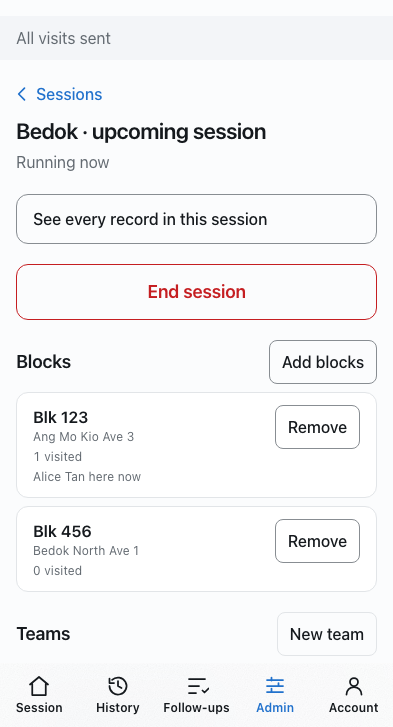 All visits sent
Sessions
Bedok · upcoming session
Running now
See every record in this session
End session
Blocks
Add blocks
Blk 123
Ang Mo Kio Ave 3
1 visited
Alice Tan here now
Remove
Blk 456
Bedok North Ave 1
0 visited
Remove
Teams
New team
Session
History
Follow-ups
Admin
Account